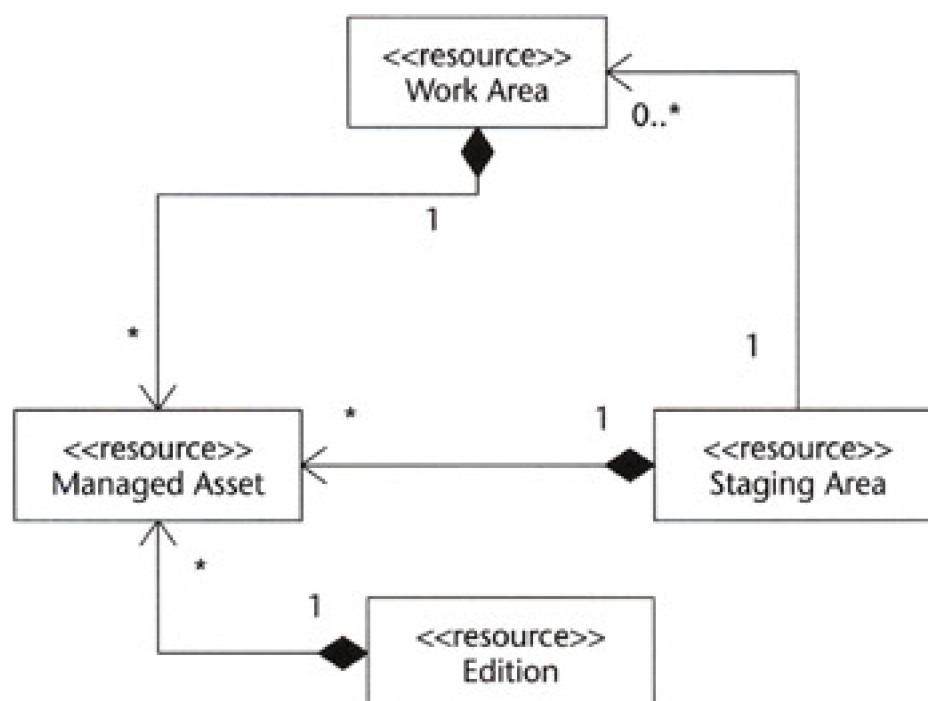 <<resource>>
Work Area
0..*
1
*
1
<<resource>>
Managed Asset
*
1
<<resource>>
Staging Area
*
1
<<resource>>
Edition